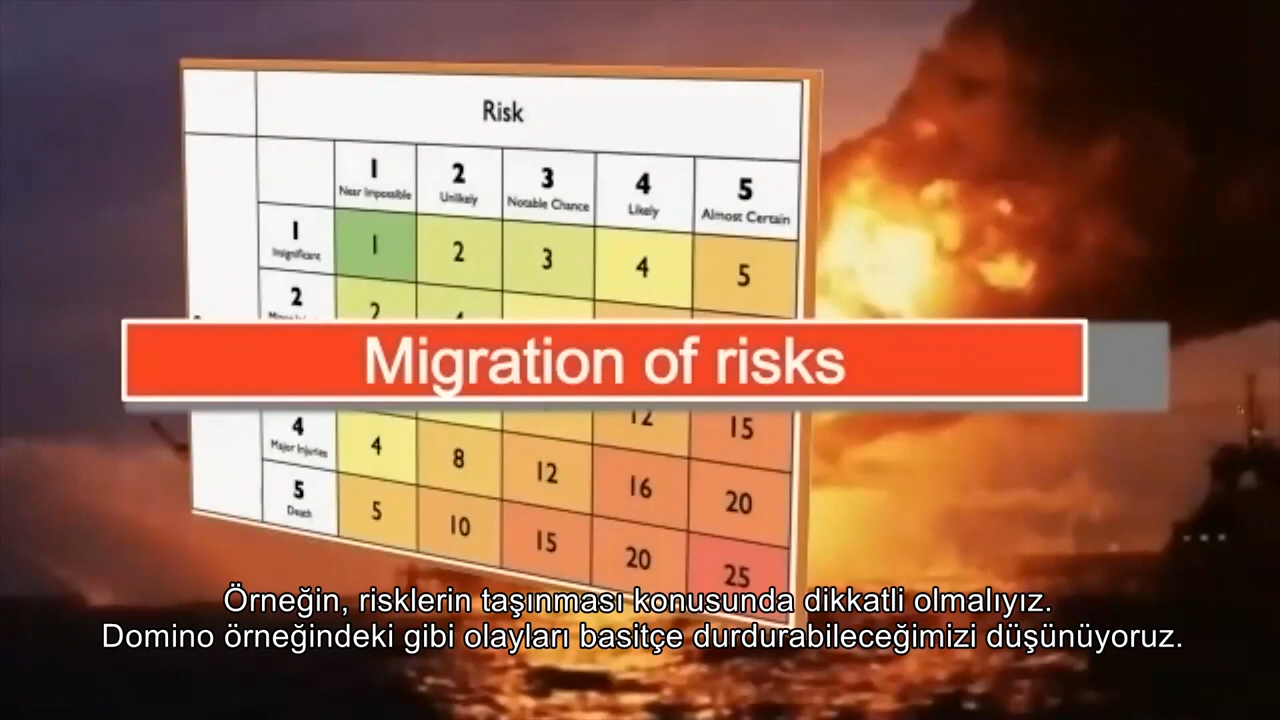 Risk
1 2 3 4 5
Near Impossible Unlikely Notable Chance Likely Almost Certain
1 Insignificant 1 2 3 4 5
2 2
Migration of risks
12 15
4 Major Injuries 4 8 12 16 20
5 Death 5 10 15 20 25
Örneğin, risklerin taşınması konusunda dikkatli olmalıyız.
Domino örneğindeki gibi olayları basitçe durdurabileceğimizi düşünüyoruz.